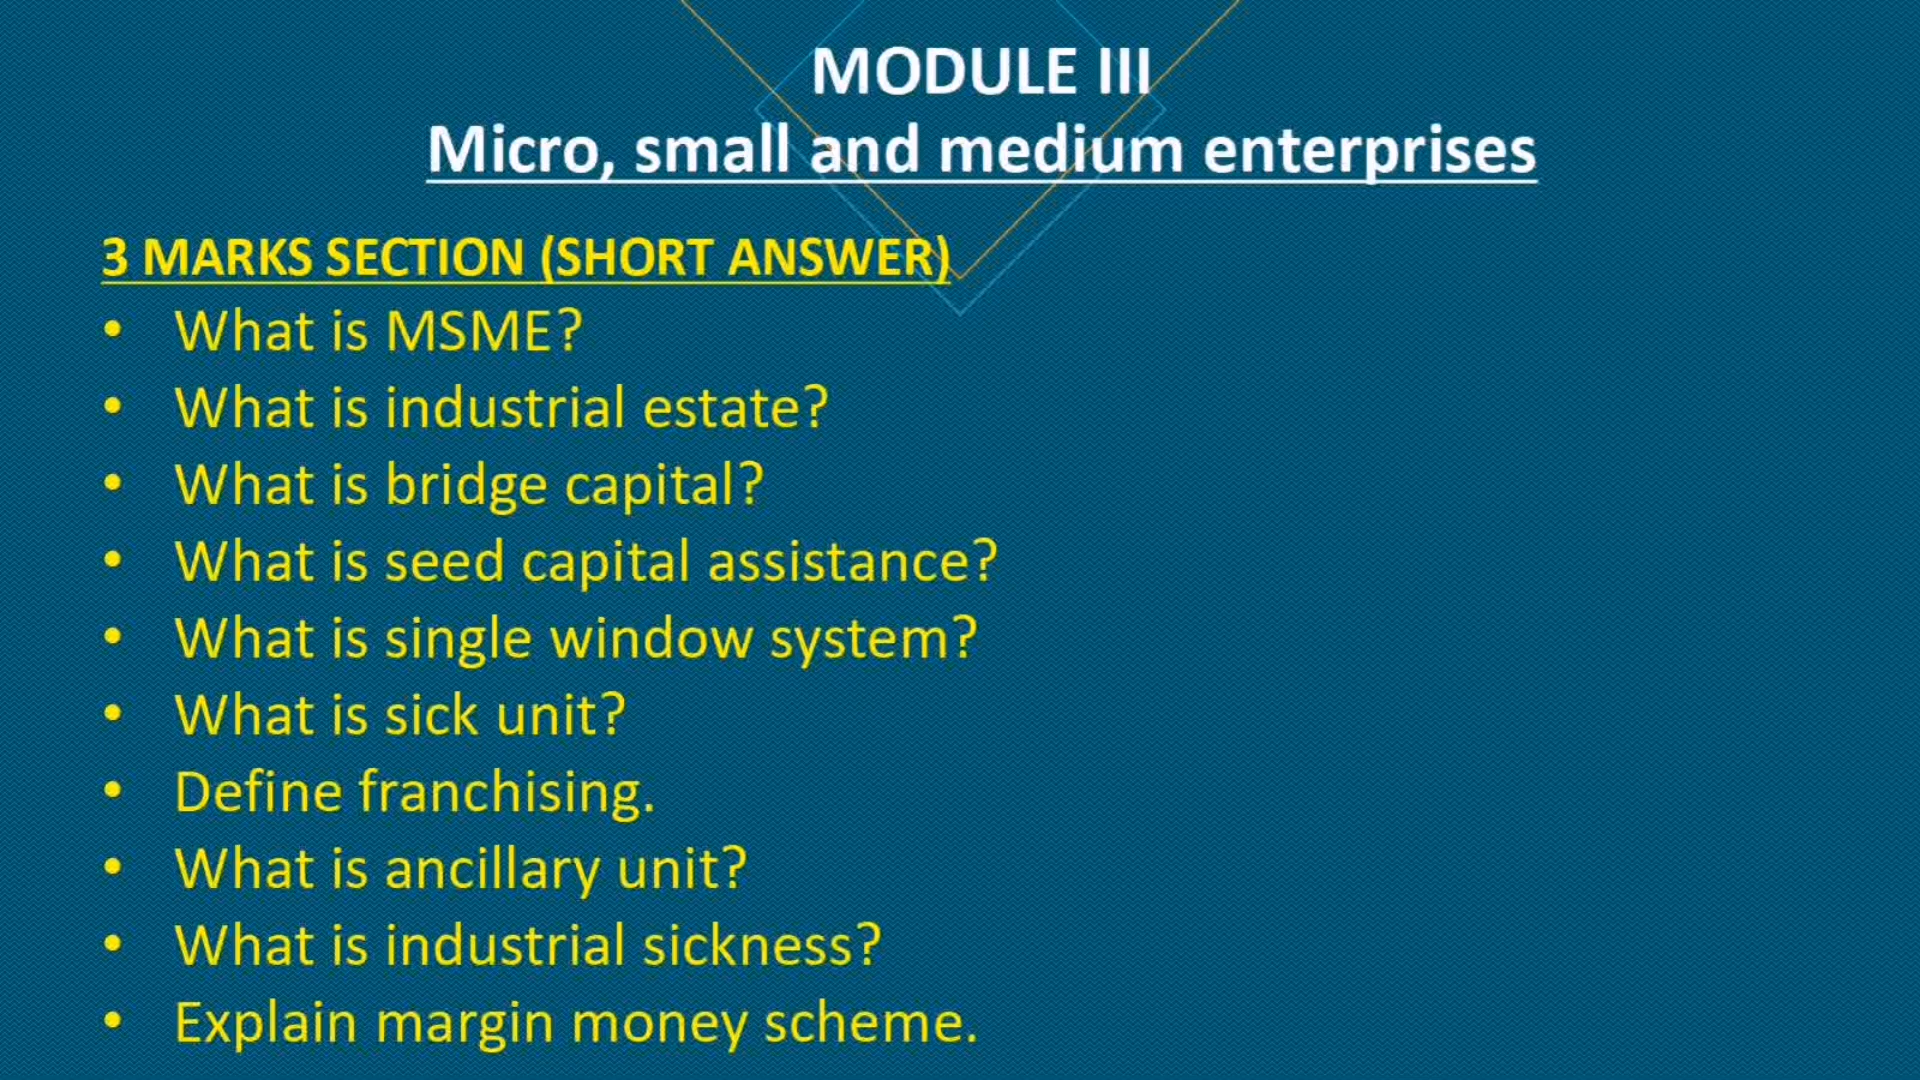 MODULE III
Micro, small and medium enterprises
3 MARKS SECTION (SHORT ANSWER)
• What is MSME?
• What is industrial estate?
• What is bridge capital?
• What is seed capital assistance?
• What is single window system?
• What is sick unit?
• Define franchising.
• What is ancillary unit?
• What is industrial sickness?
• Explain margin money scheme.